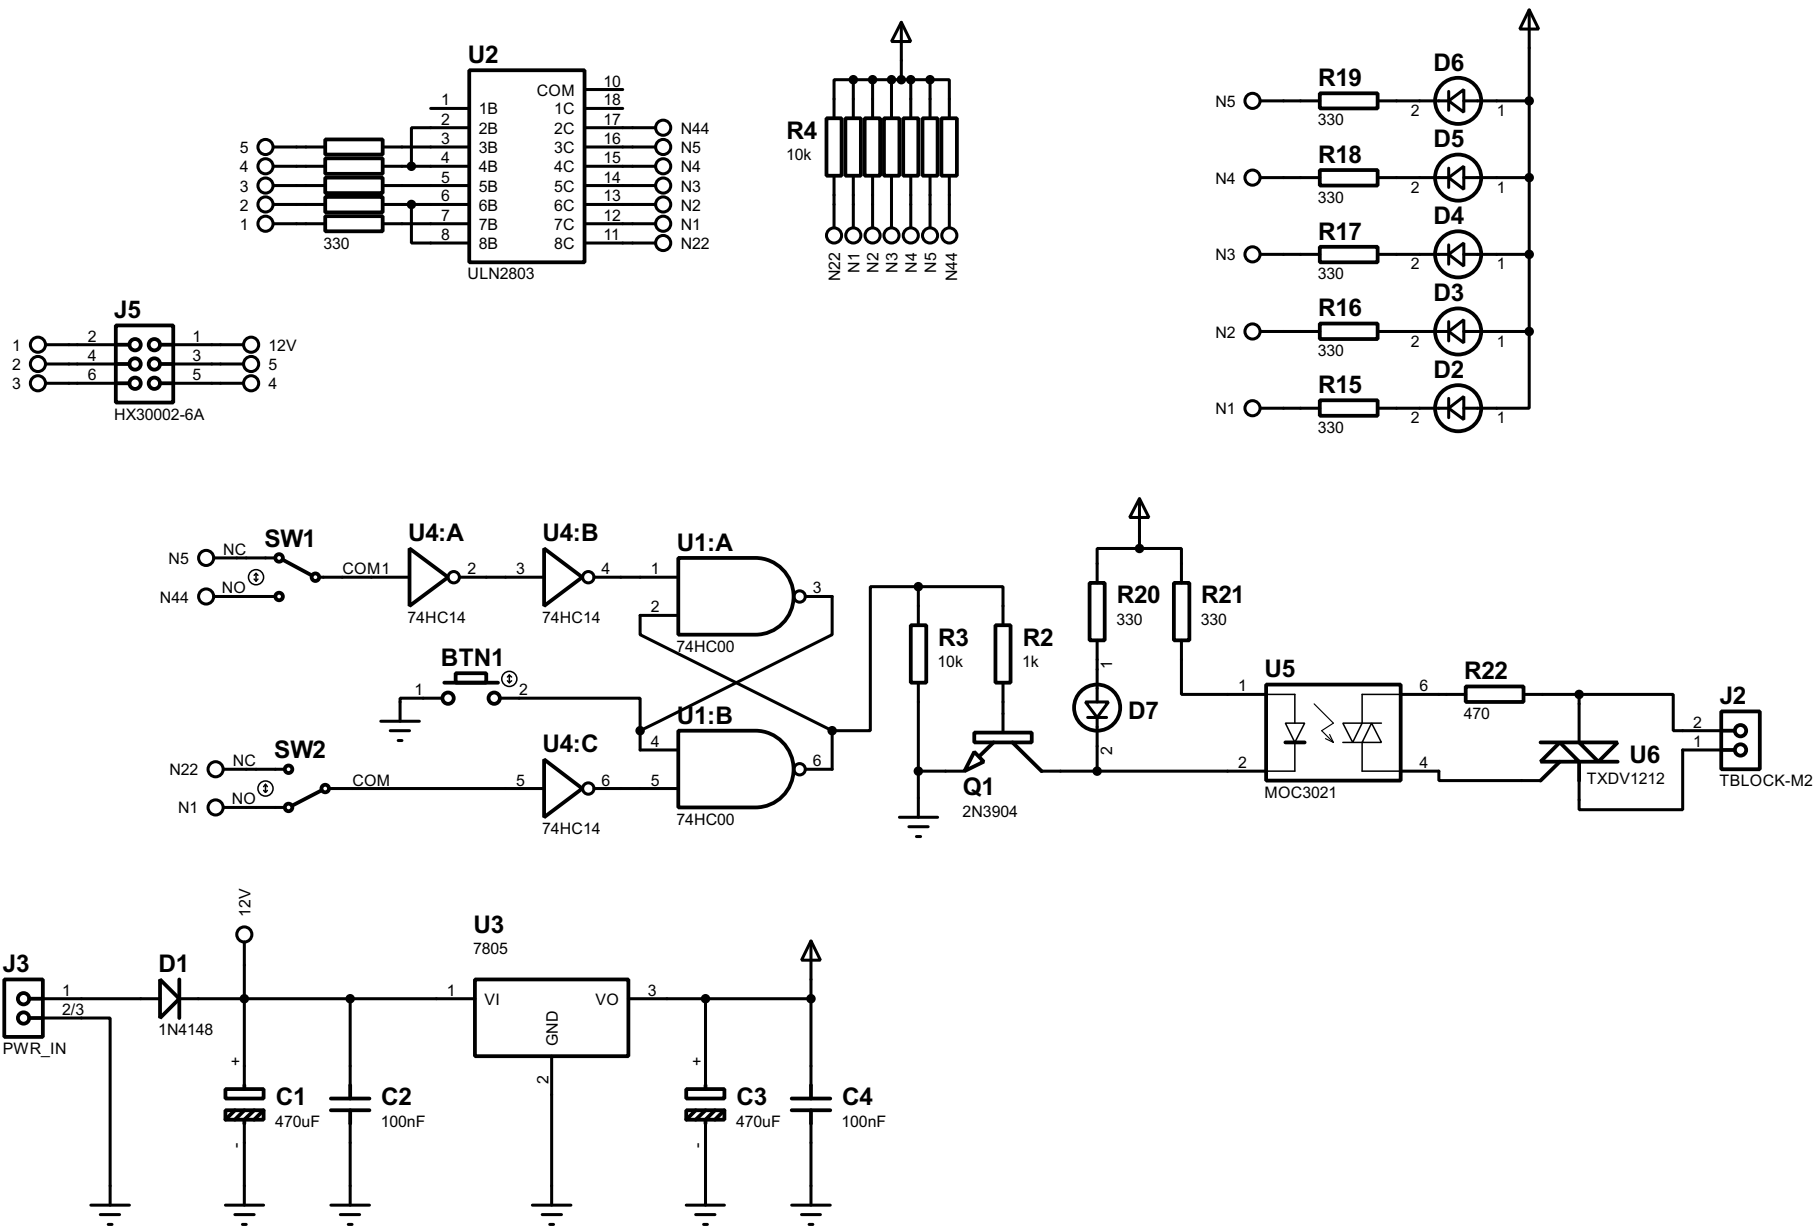 U2
COM 10
1 1B 1C 18
2 2B 2C 17 N44
5 3 3B 3C 16 N5
4 4 4B 4C 15 N4
3 5 5B 5C 14 N3
2 6 6B 6C 13 N2
1 7 7B 7C 12 N1
330 8 8B 8C 11 N22
ULN2803
R4
10k
N22 N1 N2 N3 N4 N5 N44
D6
R19
N5 2 1
330
D5
R18
N4 2 1
330
D4
R17
N3 2 1
330
D3
R16
N2 2 1
330
D2
R15
N1 2 1
330
J5
1 2 1 12V
2 4 3 5
3 6 5 4
HX30002-6A
SW1 U4:A U4:B U1:A
N5 NC
COM1 2 3 4 1 3
N44 NO 2
74HC14 74HC14 74HC00
BTN1
1 2
U1:B
SW2 U4:C 4
N22 NC 6
COM 5 6 5
N1 NO
74HC14 74HC00
R3
10k
R2
1k
Q1
2N3904
R20
330
R21
330
1
D7
2
U5
1 6
2 4
MOC3021
R22
470
U6
TXDV1212
J2
2
1
TBLOCK-M2
12V
U3
7805
J3 D1
1 1 VI VO 3
2/3 GND
1N4148
PWR_IN
2
+ +
C1
470uF
C2
100nF
C3
470uF
C4
100nF
- -